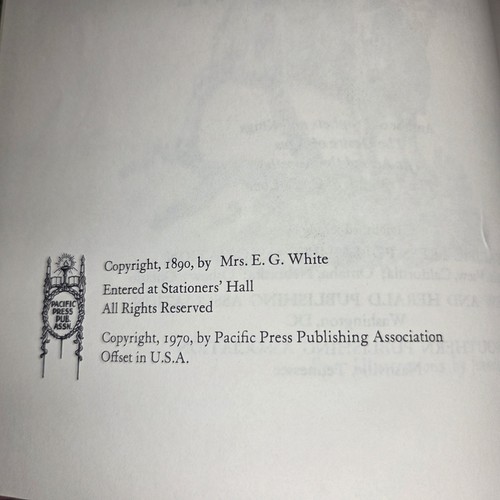 Copyright, 1890, by Mrs. E. G. White
Entered at Stationers' Hall
All Rights Reserved
PACIFIC
PRESS
PUB.
ASSN.
Copyright, 1970, by Pacific Press Publishing Association
Offset in U.S.A.